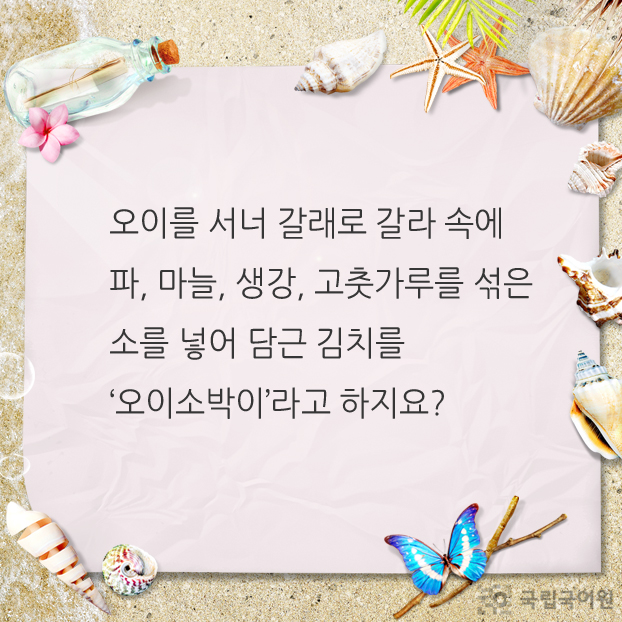 오이를 서너 갈래로 갈라 속에
파, 마늘, 생강, 고춧가루를 섞은
소를 넣어 담근 김치를
‘오이소박이’라고 하지요?
국립국어원